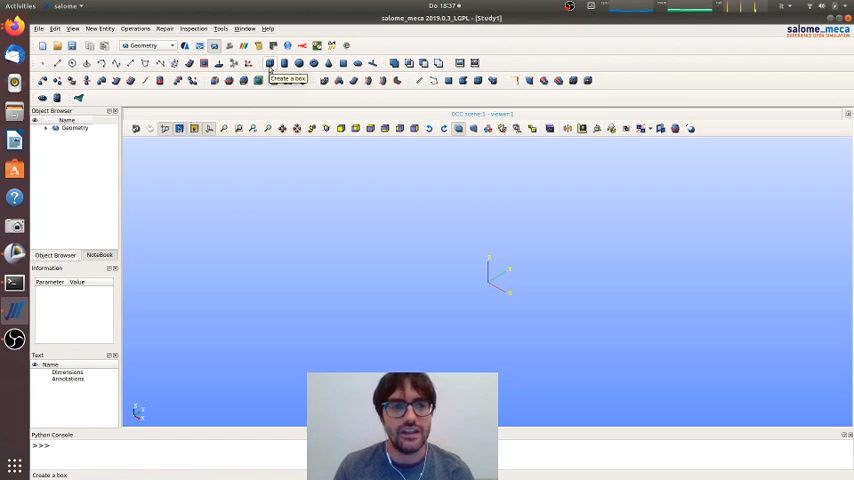 Activities
salome
Do 18:37
salome_meca 2019.0.3_LGPL - [Study1]
File Edit View New Entity Operations Repair Inspection Tools Window Help
salome_meca
Geometry
Create a box
Object Browser
OCC scene:1 - viewer:1
Name
Geometry
Object Browser
NoteBook
Information
Parameter Value
Text
Name
Dimensions
Annotations
Z
Y
X
Z
Y
X
Python Console
>>>
Create a box